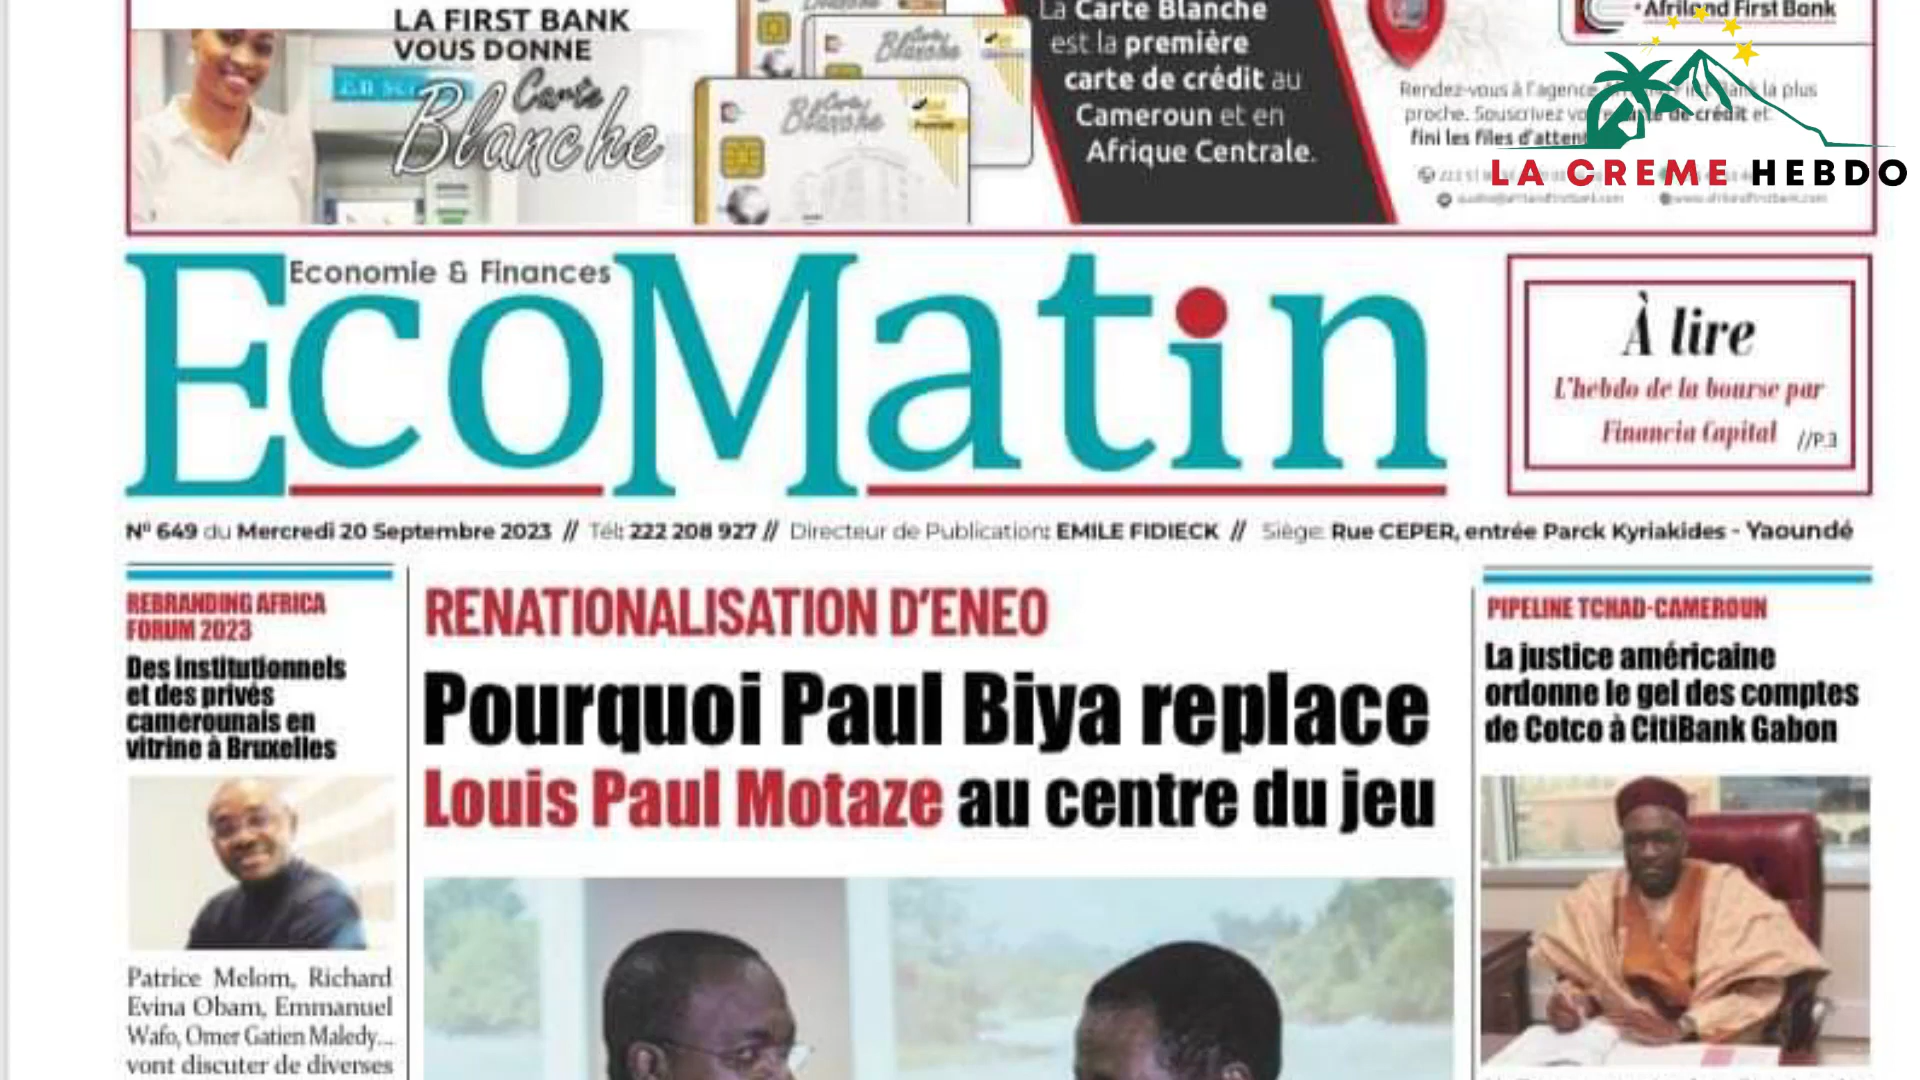 LA FIRST BANK
VOUS DONNE
Carte
Blanche
La Carte Blanche
est la première
carte de crédit au
Cameroun et en
Afrique Centrale.
Afriland First Bank
Rendez-vous à l'agence la plus
proche. Souscrivez de crédit et
fini les files d'attente
LA CREME HEBDO
Economie & Finances
EcoMatin
À lire
L'hebdo de la bourse par
Financia Capital //P.3
N° 649 du Mercredi 20 Septembre 2023 // Tél: 222 208 927 // Directeur de Publication: EMILE FIDIECK // Siège: Rue CEPER, entrée Parck Kyriakides - Yaoundé
REBRANDING AFRICA
FORUM 2023
Des institutionnels
et des privés
camerounais en
vitrine à Bruxelles
Patrice Melom, Richard
Evina Obam, Emmanuel
Wafo, Omer Gatien Maledy...
vont discuter de diverses
RENATIONALISATION D'ENEO
Pourquoi Paul Biya replace
Louis Paul Motaze au centre du jeu
PIPELINE TCHAD-CAMEROUN
La justice américaine
ordonne le gel des comptes
de Cotco à CitiBank Gabon